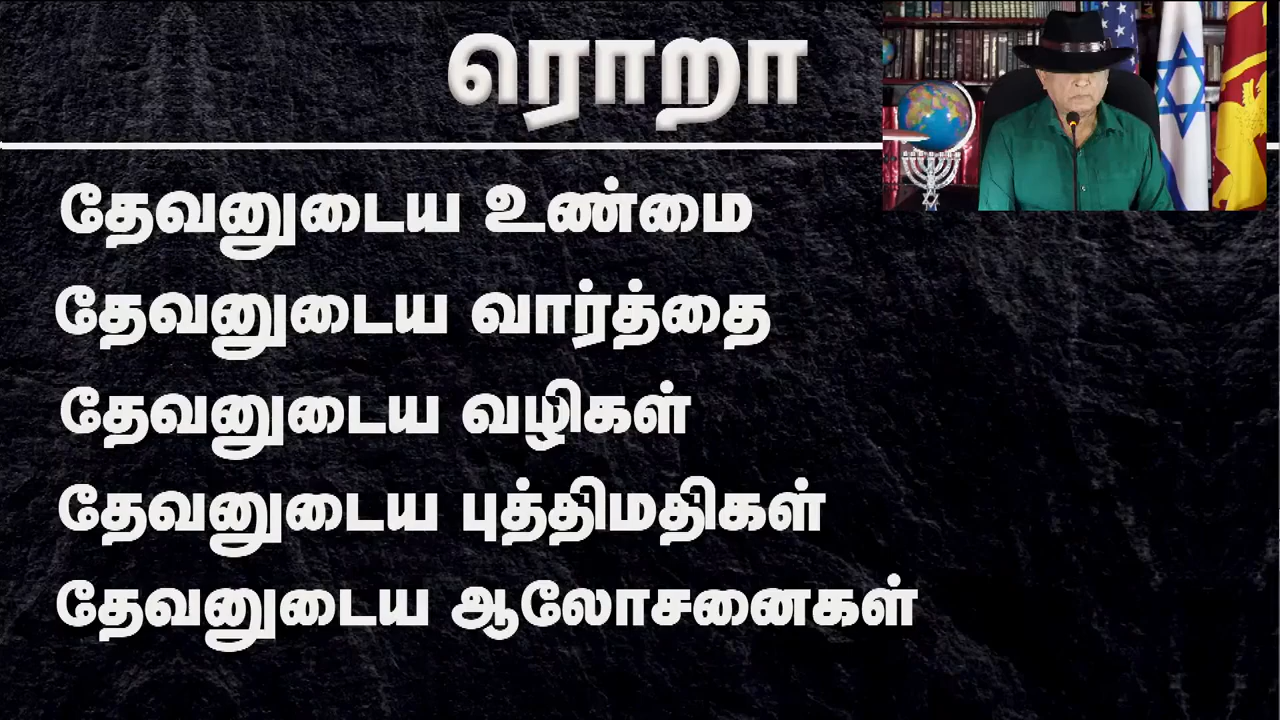 ரொறா
தேவனுடைய உண்மை
தேவனுடைய வார்த்தை
தேவனுடைய வழிகள்
தேவனுடைய புத்திமதிகள்
தேவனுடைய ஆலோசனைகள்